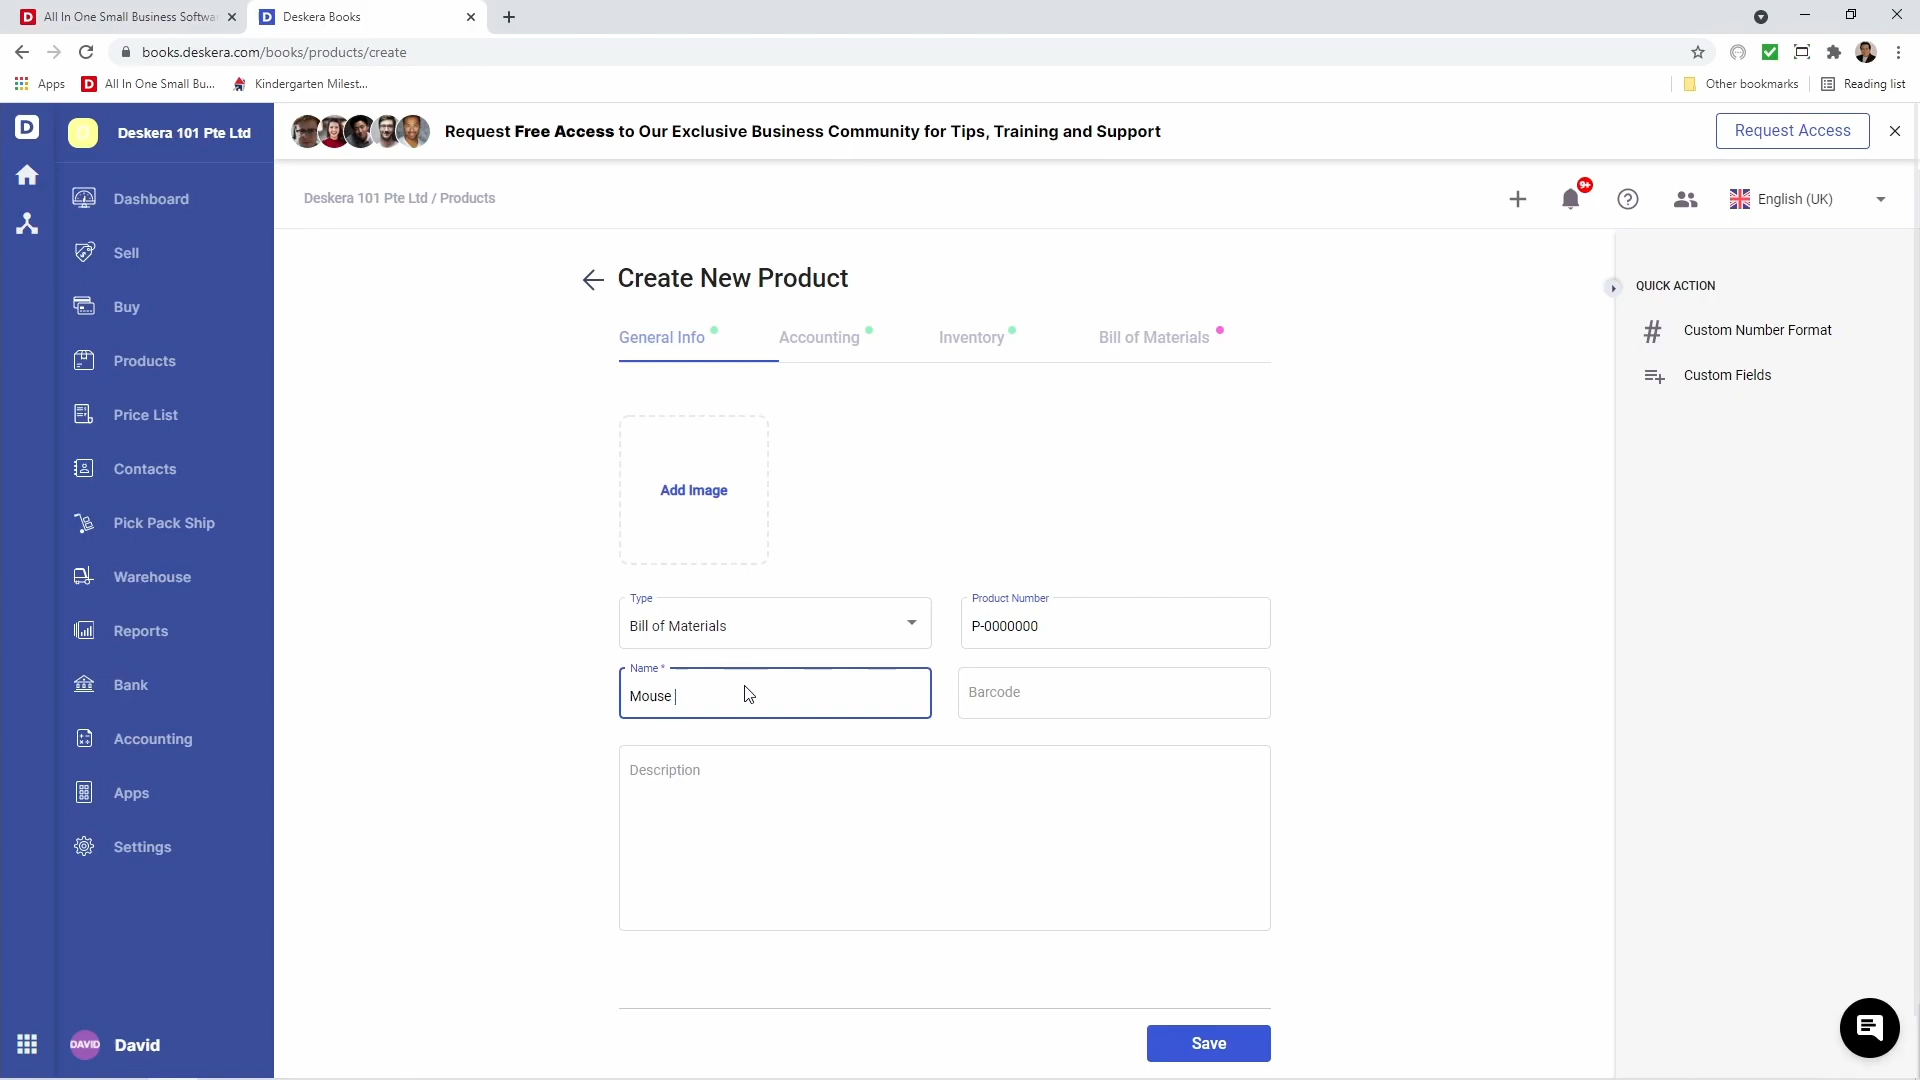 All In One Small Business Softwa
Deskera Books
books.deskera.com/books/products/create
Apps
All In One Small Bu...
Kindergarten Milest...
Other bookmarks
Reading list
Deskera 101 Pte Ltd
Request Free Access to Our Exclusive Business Community for Tips, Training and Support
Request Access
Deskera 101 Pte Ltd / Products
9+
English (UK)
Dashboard
Sell
Buy
Products
Price List
Contacts
Pick Pack Ship
Warehouse
Reports
Bank
Accounting
Apps
Settings
DAVID
David
Create New Product
General Info
Accounting
Inventory
Bill of Materials
Add Image
Type
Bill of Materials
Product Number
P-0000000
Name *
Mouse
Barcode
Description
Save
QUICK ACTION
Custom Number Format
Custom Fields